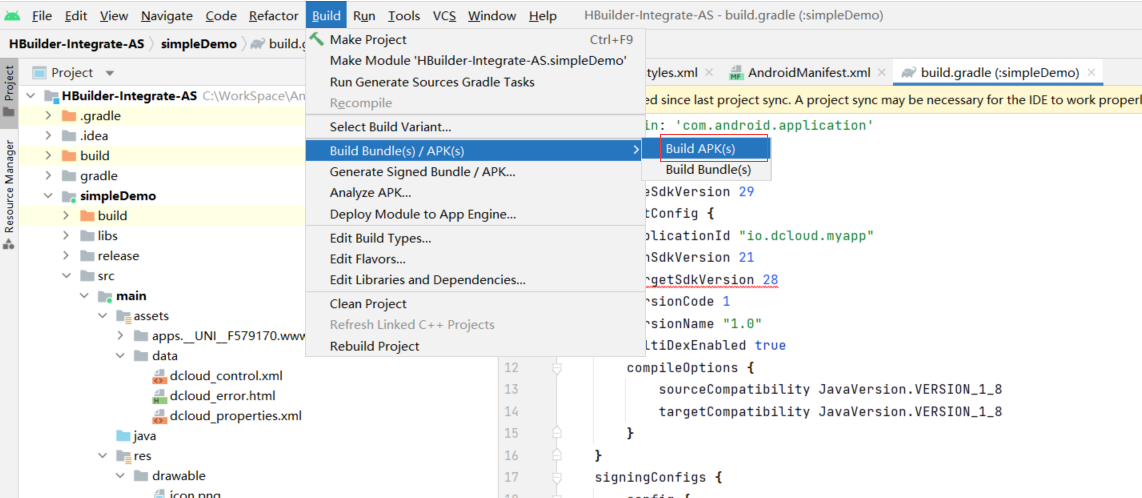 File Edit View Navigate Code Refactor Build Run Tools VCS Window Help HBuilder-Integrate-AS - build.gradle (:simpleDemo)
HBuilder-Integrate-AS simpleDemo build.g
Make Project Ctrl+F9
Make Module 'HBuilder-Integrate-AS.simpleDemo'
Run Generate Sources Gradle Tasks
Recompile
Select Build Variant...
Build Bundle(s) / APK(s)
Generate Signed Bundle / APK...
Analyze APK...
Deploy Module to App Engine...
Edit Build Types...
Edit Flavors...
Edit Libraries and Dependencies...
Clean Project
Refresh Linked C++ Projects
Rebuild Project
Build APK(s)
Build Bundle(s)
Project
Resource Manager
Project
HBuilder-Integrate-AS C:\WorkSpace\An
.gradle
.idea
build
gradle
simpleDemo
build
libs
release
src
main
assets
apps.__UNI__F579170.www
data
dcloud_control.xml
dcloud_error.html
dcloud_properties.xml
java
res
drawable
icon.png
tyles.xml AndroidManifest.xml build.gradle (:simpleDemo)
ed since last project sync. A project sync may be necessary for the IDE to work properl
in: 'com.android.application'
eSdkVersion 29
tConfig {
plicationId "io.dcloud.myapp"
nSdkVersion 21
rgetSdkVersion 28
rsionCode 1
rsionName "1.0"
ltiDexEnabled true
12 compileOptions {
13 sourceCompatibility JavaVersion.VERSION_1_8
14 targetCompatibility JavaVersion.VERSION_1_8
15 }
16 }
17 signingConfigs {
18 config {